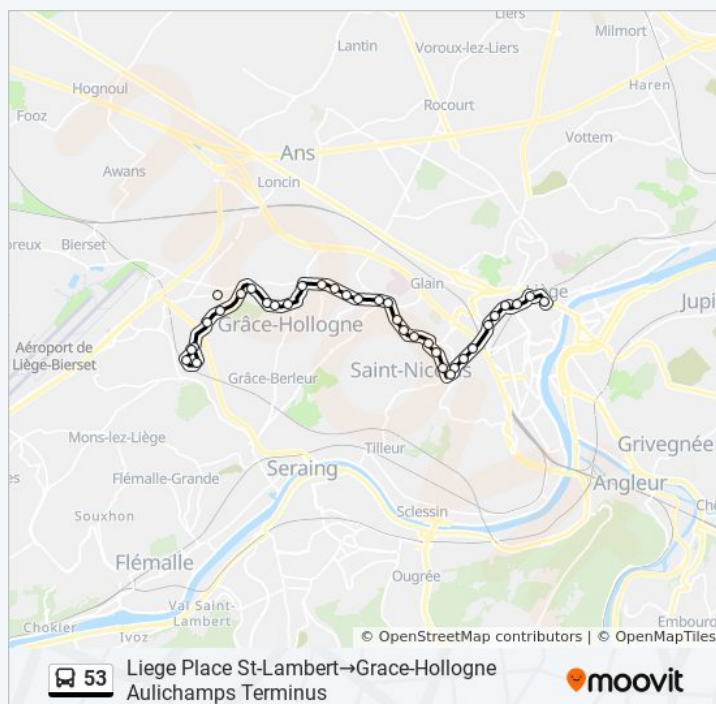 Liers
Milmort
Lantin
Voroux-lez-Liers
Hognoul
Haren
Fooz
Rocourt
Vottem
Ans
Awans
Loncin
oreux
Bierset
Glain
Liège
Jupi
Grâce-Hollogne
Aéroport de
Liège-Bierset
Saint-Nicolas
Grâce-Berleur
Mons-lez-Liège
Tilleur
Grivegnée
Flémalle-Grande
Seraing
Angleur
es
Souxhon
Sclessin
Flémalle
Ougrée
Val Saint-
Lambert
Chokier
Ivoz
Embourg
© OpenStreetMap contributors | © OpenMapTiles
53
Liege Place St-Lambert→Grace-Hollogne
Aulichamps Terminus
moovit